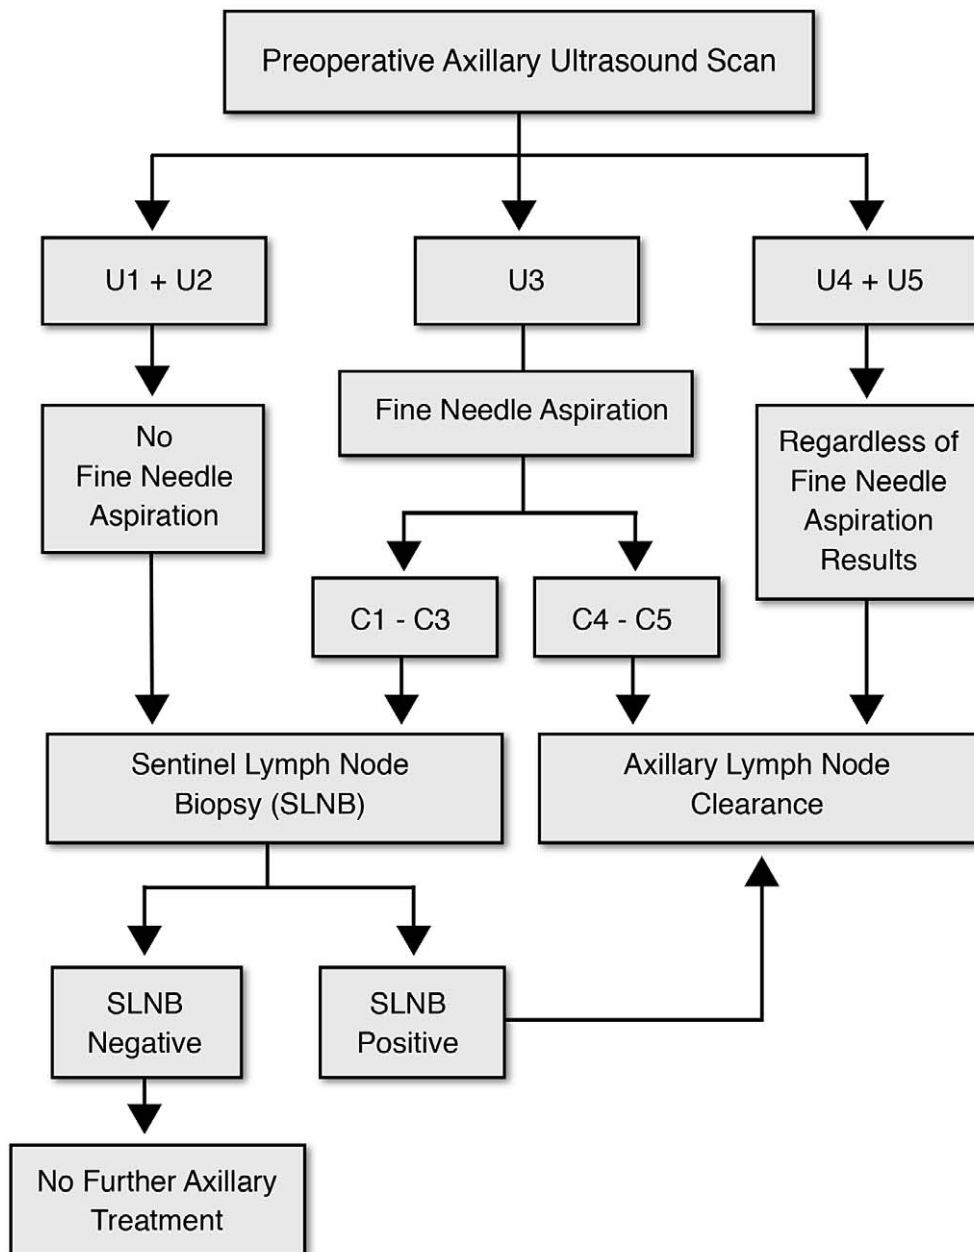 Preoperative Axillary Ultrasound Scan
U1 + U2
U3
U4 + U5
No
Fine Needle
Aspiration
Fine Needle Aspiration
Regardless of
Fine Needle
Aspiration
Results
C1 - C3
C4 - C5
Sentinel Lymph Node
Biopsy (SLNB)
Axillary Lymph Node
Clearance
SLNB
Negative
SLNB
Positive
No Further Axillary
Treatment